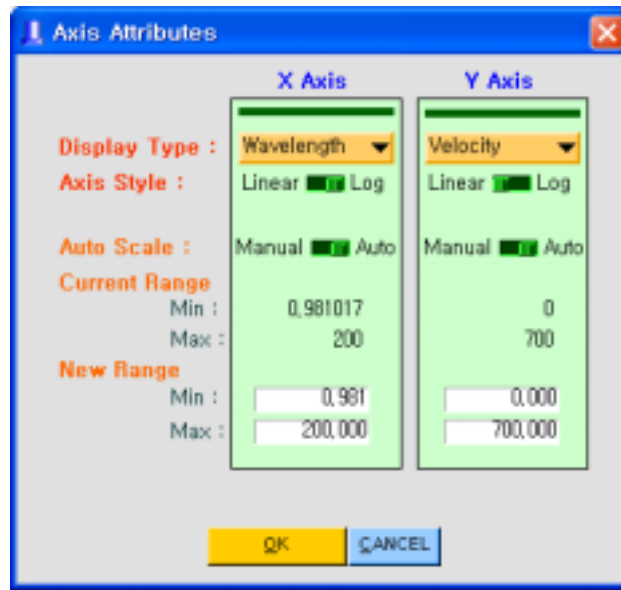 Axis Attributes
X Axis Y Axis
Display Type : Wavelength Velocity
Axis Style : Linear Log Linear Log
Auto Scale : Manual Auto Manual Auto
Current Range
Min : 0,981017 0
Max : 200 700
New Range
Min : 0,981 0,000
Max : 200,000 700,000
OK CANCEL